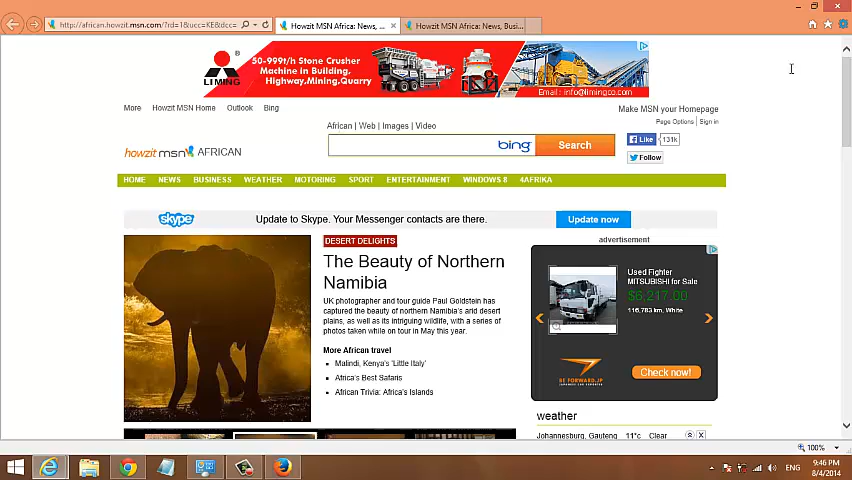 http://african.howzit.msn.com/?rd=1&ucc=KE&dcc=
Howzit MSN Africa: News, ...
Howzit MSN Africa: News, Busi...
50-999t/h Stone Crusher
Machine in Building,
Highway,Mining,Quarry
LIMING
Email : info@limingco.com
More
Howzit MSN Home
Outlook
Bing
Make MSN your Homepage
Page Options
Sign in
African | Web | Images | Video
howzit msn AFRICAN
bing
Search
Like
131k
Follow
HOME NEWS BUSINESS WEATHER MOTORING SPORT ENTERTAINMENT WINDOWS 8 4AFRIKA
skype
Update to Skype. Your Messenger contacts are there.
Update now
advertisement
DESERT DELIGHTS
The Beauty of Northern
Namibia
UK photographer and tour guide Paul Goldstein has
captured the beauty of northern Namibia's arid desert
plains, as well as its intriguing wildlife, with a series of
photos taken while on tour in May this year.
More African travel
Malindi, Kenya's 'Little Italy'
Africa's Best Safaris
African Trivia: Africa's Islands
Used Fighter
MITSUBISHI for Sale
$6,217.00
116,783 km, White
BE FORWARD.JP
Check now!
weather
Johannesburg, Gauteng 11°c Clear
100%
ENG
9:46 PM
8/4/2014